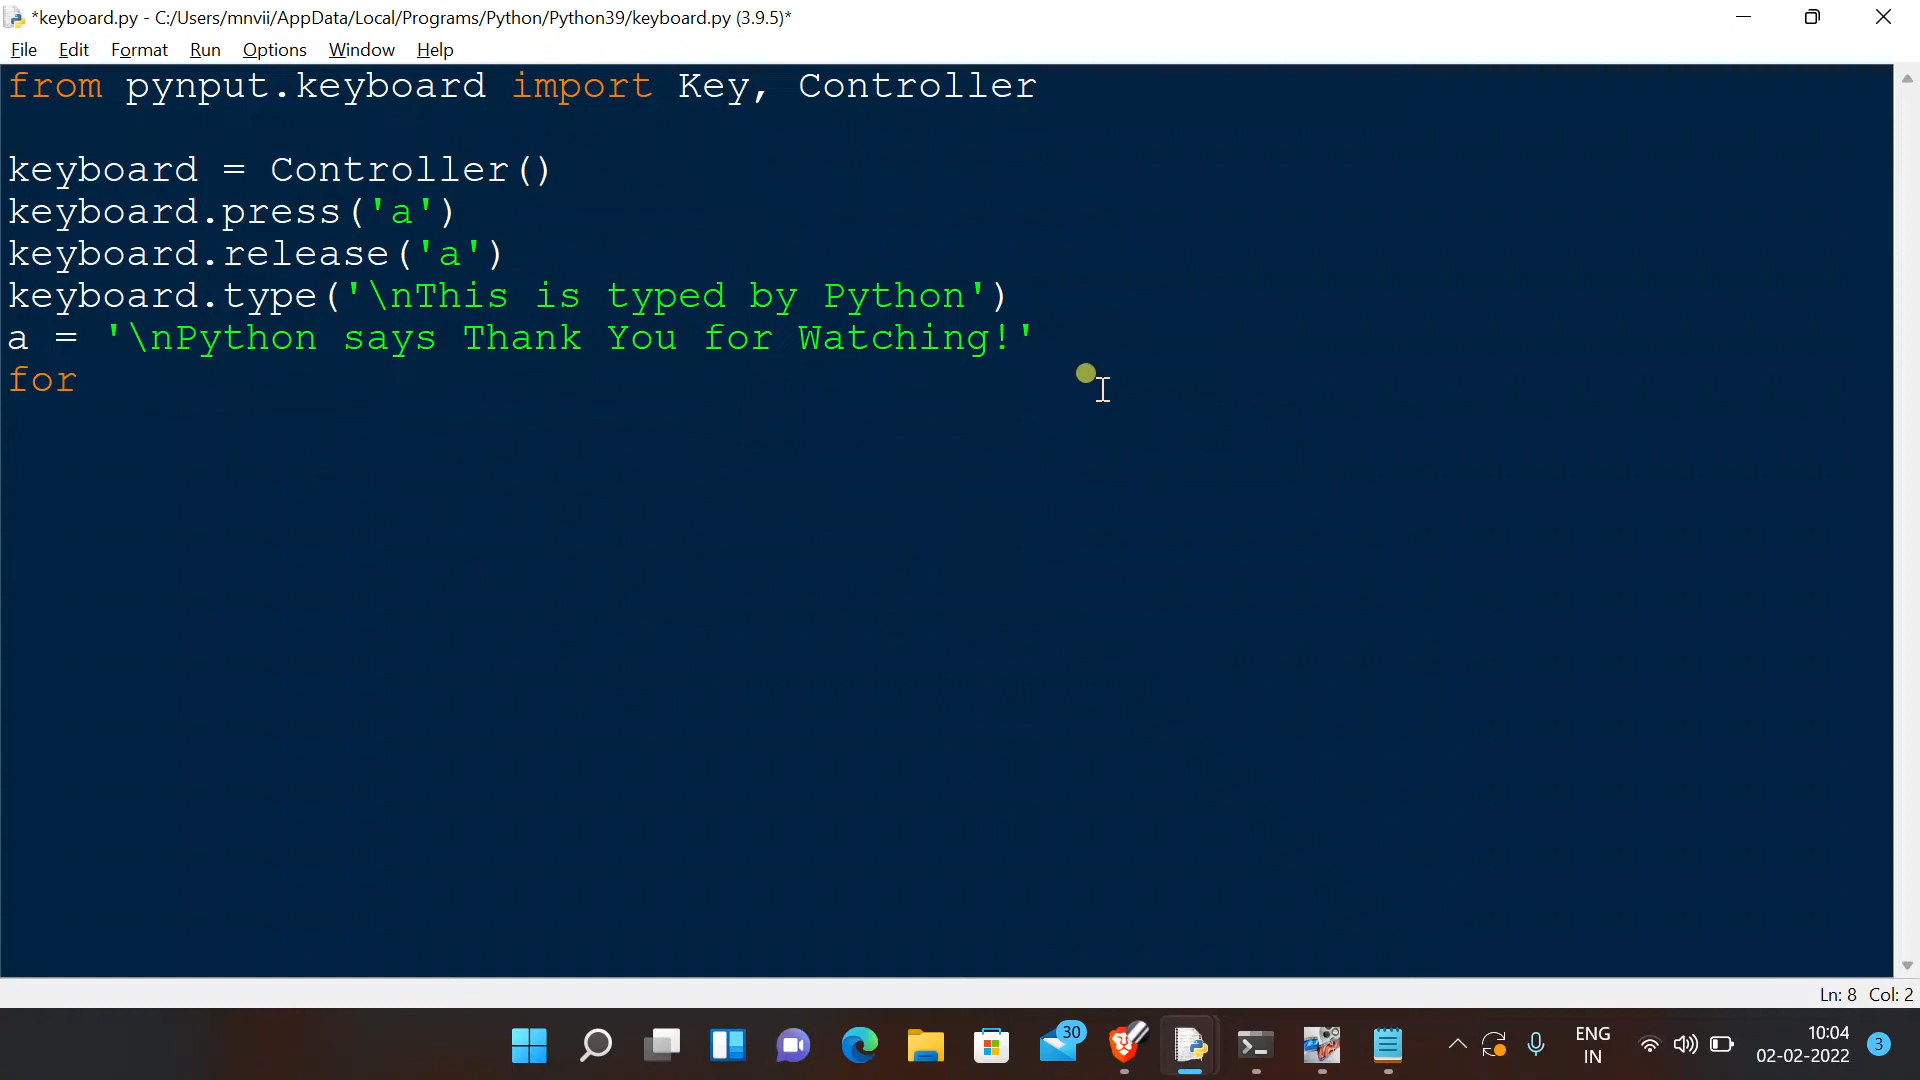 *keyboard.py - C:/Users/mnvii/AppData/Local/Programs/Python/Python39/keyboard.py (3.9.5)*
File Edit Format Run Options Window Help
from pynput.keyboard import Key, Controller
keyboard = Controller()
keyboard.press('a')
keyboard.release('a')
keyboard.type('\nThis is typed by Python')
a = '\nPython says Thank You for Watching!'
for
Ln: 8 Col: 2
30
ENG
IN
10:04
02-02-2022
3